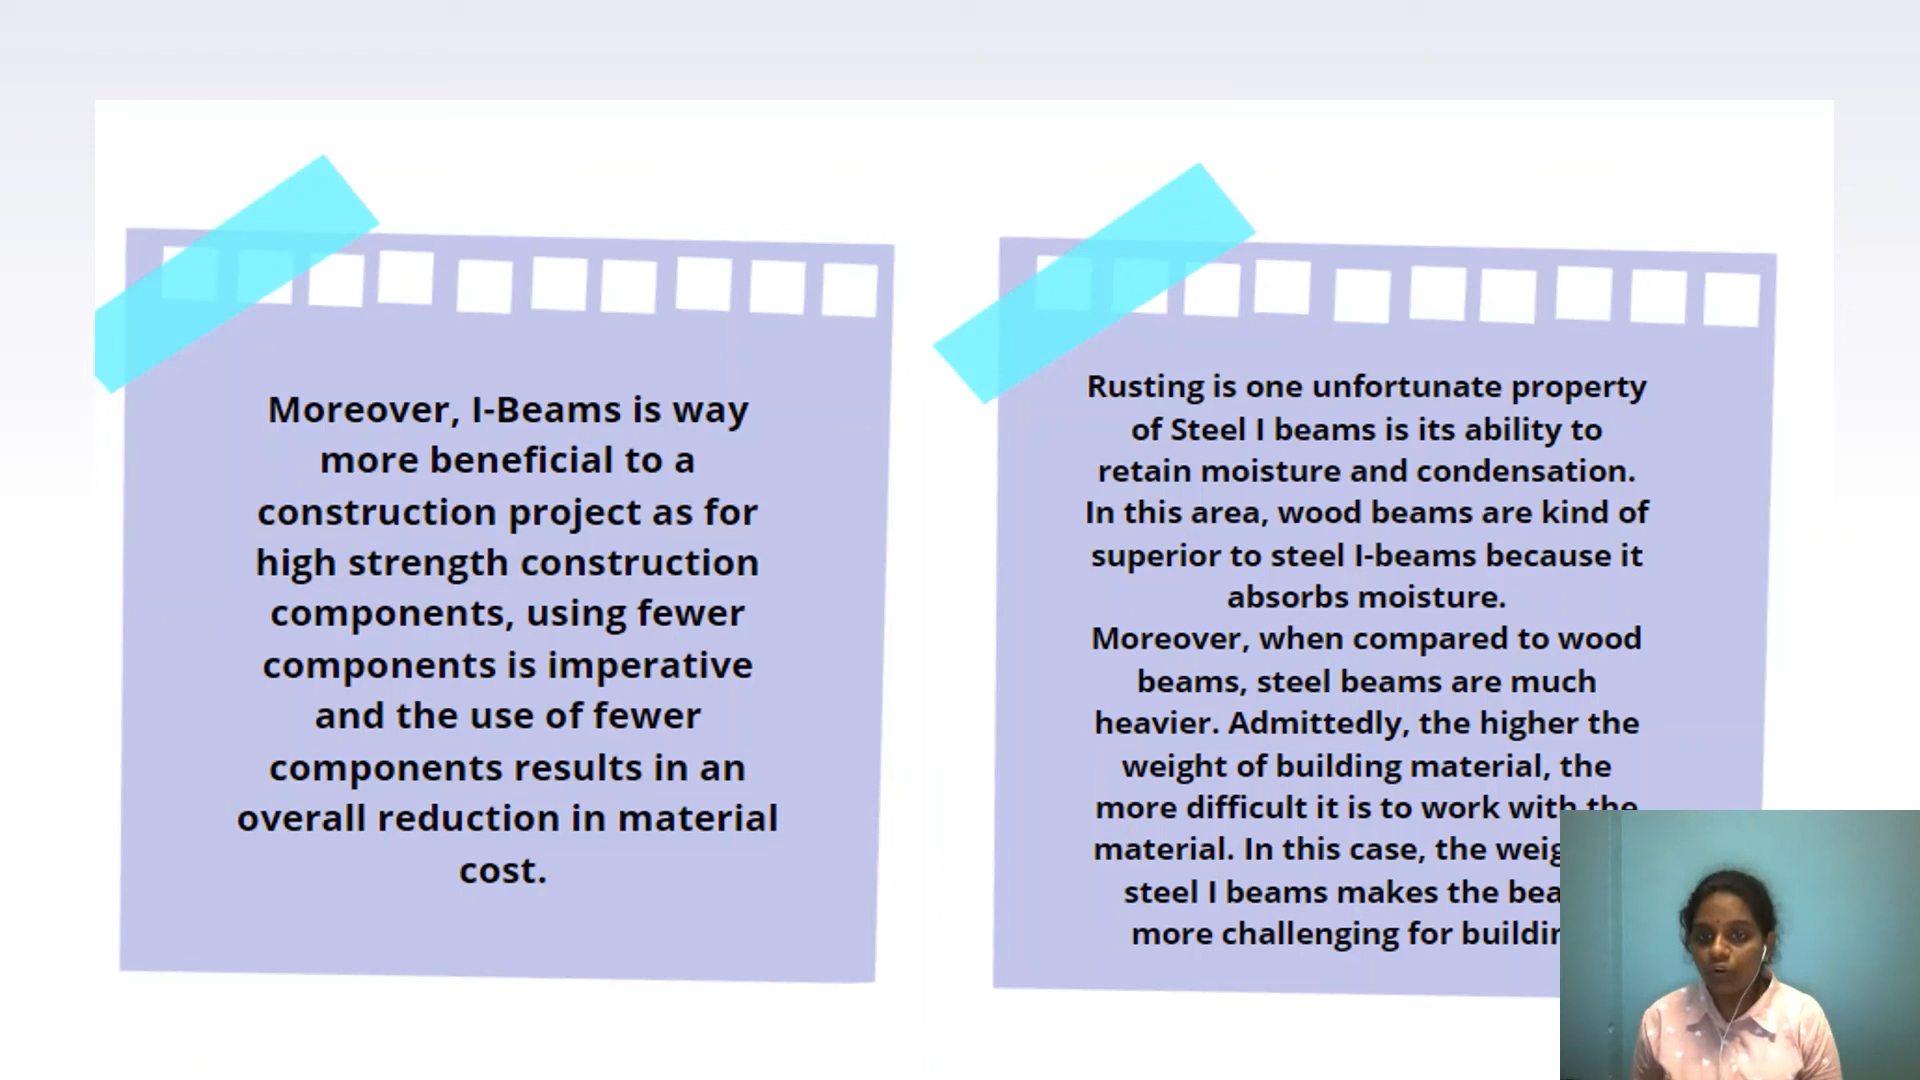 Moreover, I-Beams is way
more beneficial to a
construction project as for
high strength construction
components, using fewer
components is imperative
and the use of fewer
components results in an
overall reduction in material
cost.
Rusting is one unfortunate property
of Steel I beams is its ability to
retain moisture and condensation.
In this area, wood beams are kind of
superior to steel I-beams because it
absorbs moisture.
Moreover, when compared to wood
beams, steel beams are much
heavier. Admittedly, the higher the
weight of building material, the
more difficult it is to work with the
material. In this case, the
steel I beams makes the
more challenging for